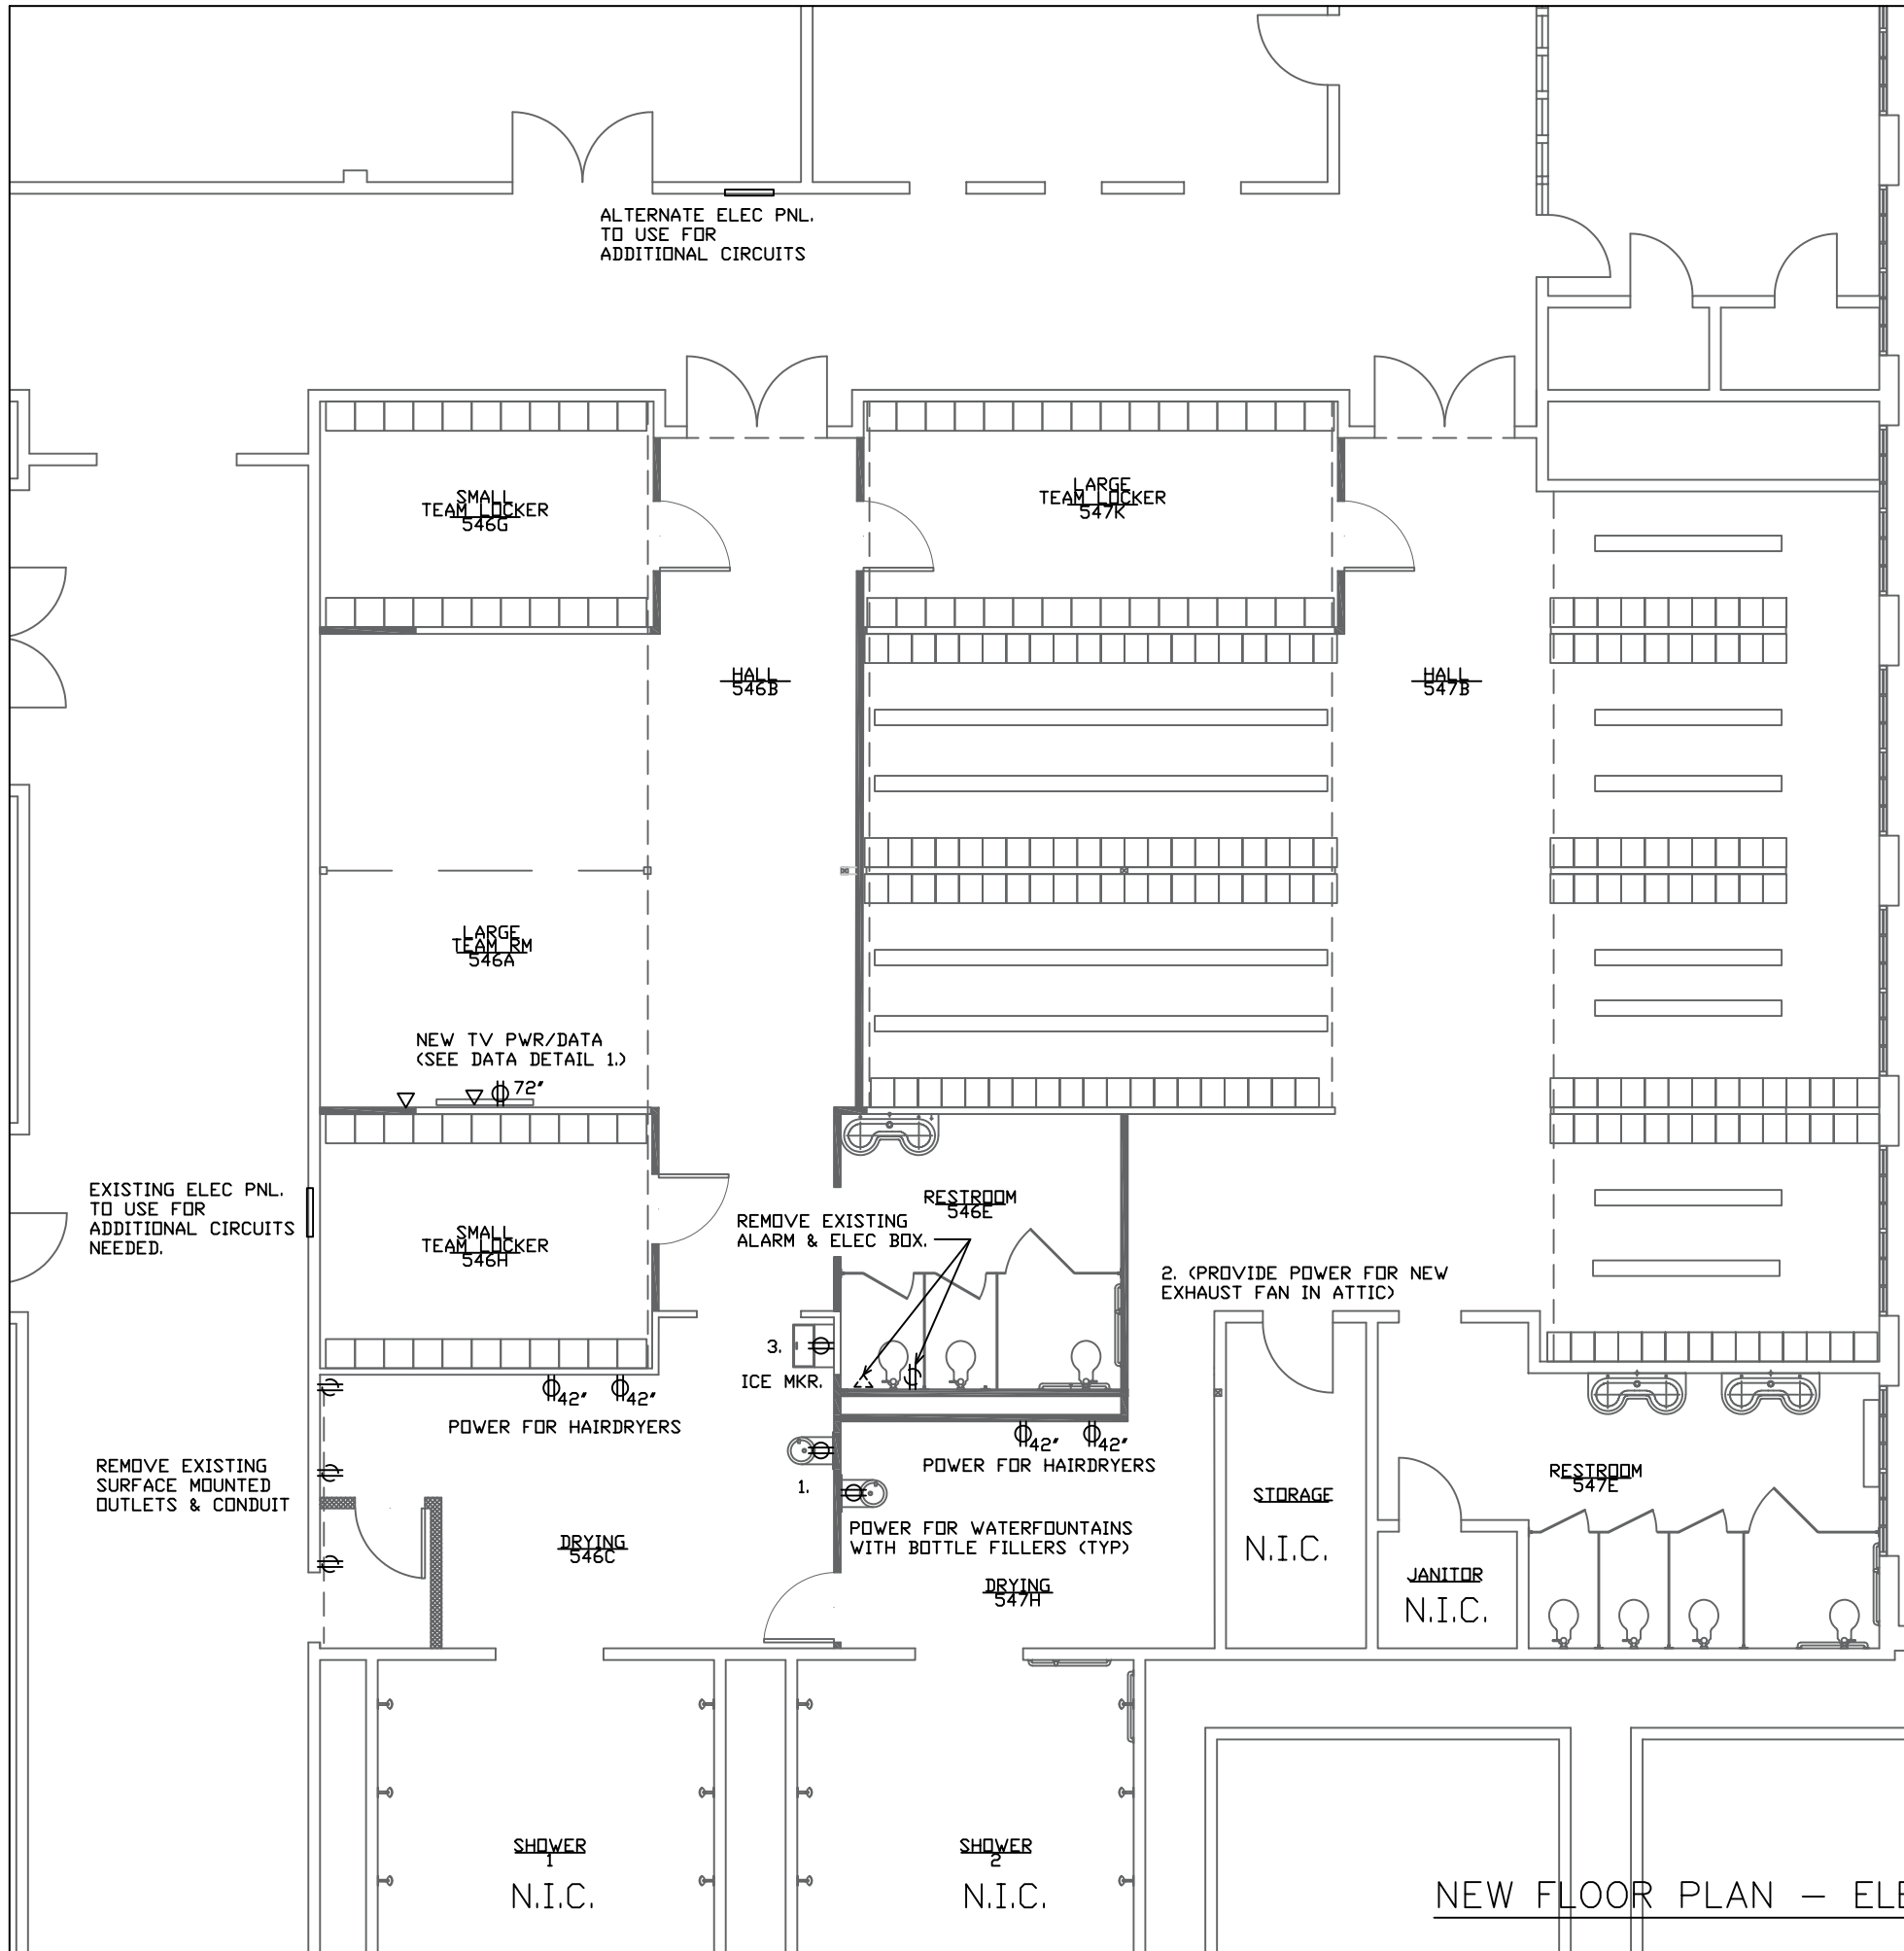 ALTERNATE ELEC PNL.
TO USE FOR
ADDITIONAL CIRCUITS
SMALL
TEAM LOCKER
546G
LARGE
TEAM LOCKER
547K
HALL
546B
HALL
547B
LARGE
TEAM RM
546A
NEW TV PWR/DATA
(SEE DATA DETAIL 1.)
72"
EXISTING ELEC PNL.
TO USE FOR
ADDITIONAL CIRCUITS
NEEDED.
SMALL
TEAM LOCKER
546H
RESTROOM
546E
REMOVE EXISTING
ALARM & ELEC BOX.
2. (PROVIDE POWER FOR NEW
EXHAUST FAN IN ATTIC)
3.
ICE MKR.
42"
42"
POWER FOR HAIRDRYERS
42"
42"
POWER FOR HAIRDRYERS
REMOVE EXISTING
SURFACE MOUNTED
OUTLETS & CONDUIT
1.
POWER FOR WATERFOUNTAINS
WITH BOTTLE FILLERS (TYP)
DRYING
546C
DRYING
547H
STORAGE
N.I.C.
RESTROOM
547E
JANITOR
N.I.C.
SHOWER
1
N.I.C.
SHOWER
2
N.I.C.
NEW FLOOR PLAN - ELE